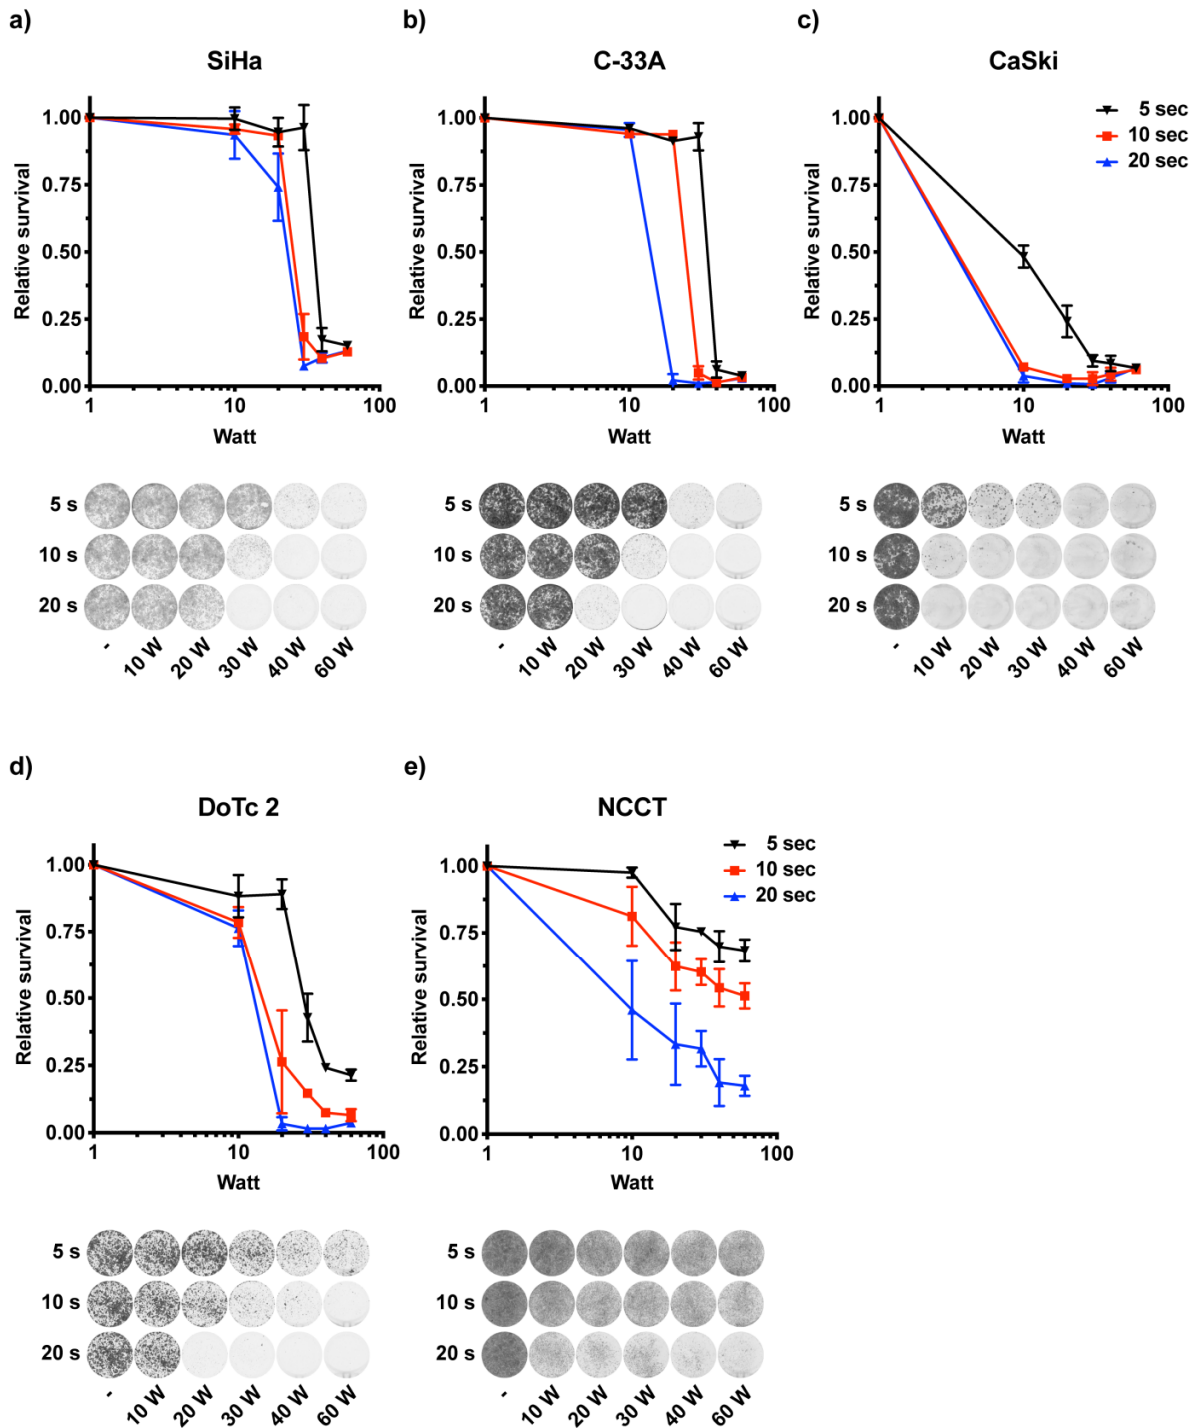 a)
SiHa
Relative survival
1.00
0.75
0.50
0.25
0.00
1
10
100
Watt
5 s
10 s
20 s
-
10 W
20 W
30 W
40 W
60 W
b)
C-33A
Relative survival
1.00
0.75
0.50
0.25
0.00
1
10
100
Watt
5 s
10 s
20 s
-
10 W
20 W
30 W
40 W
60 W
c)
CaSki
5 sec
10 sec
20 sec
Relative survival
1.00
0.75
0.50
0.25
0.00
1
10
100
Watt
5 s
10 s
20 s
-
10 W
20 W
30 W
40 W
60 W
d)
DoTc 2
Relative survival
1.00
0.75
0.50
0.25
0.00
1
10
100
Watt
5 s
10 s
20 s
-
10 W
20 W
30 W
40 W
60 W
e)
NCCT
5 sec
10 sec
20 sec
Relative survival
1.00
0.75
0.50
0.25
0.00
1
10
100
Watt
5 s
10 s
20 s
-
10 W
20 W
30 W
40 W
60 W